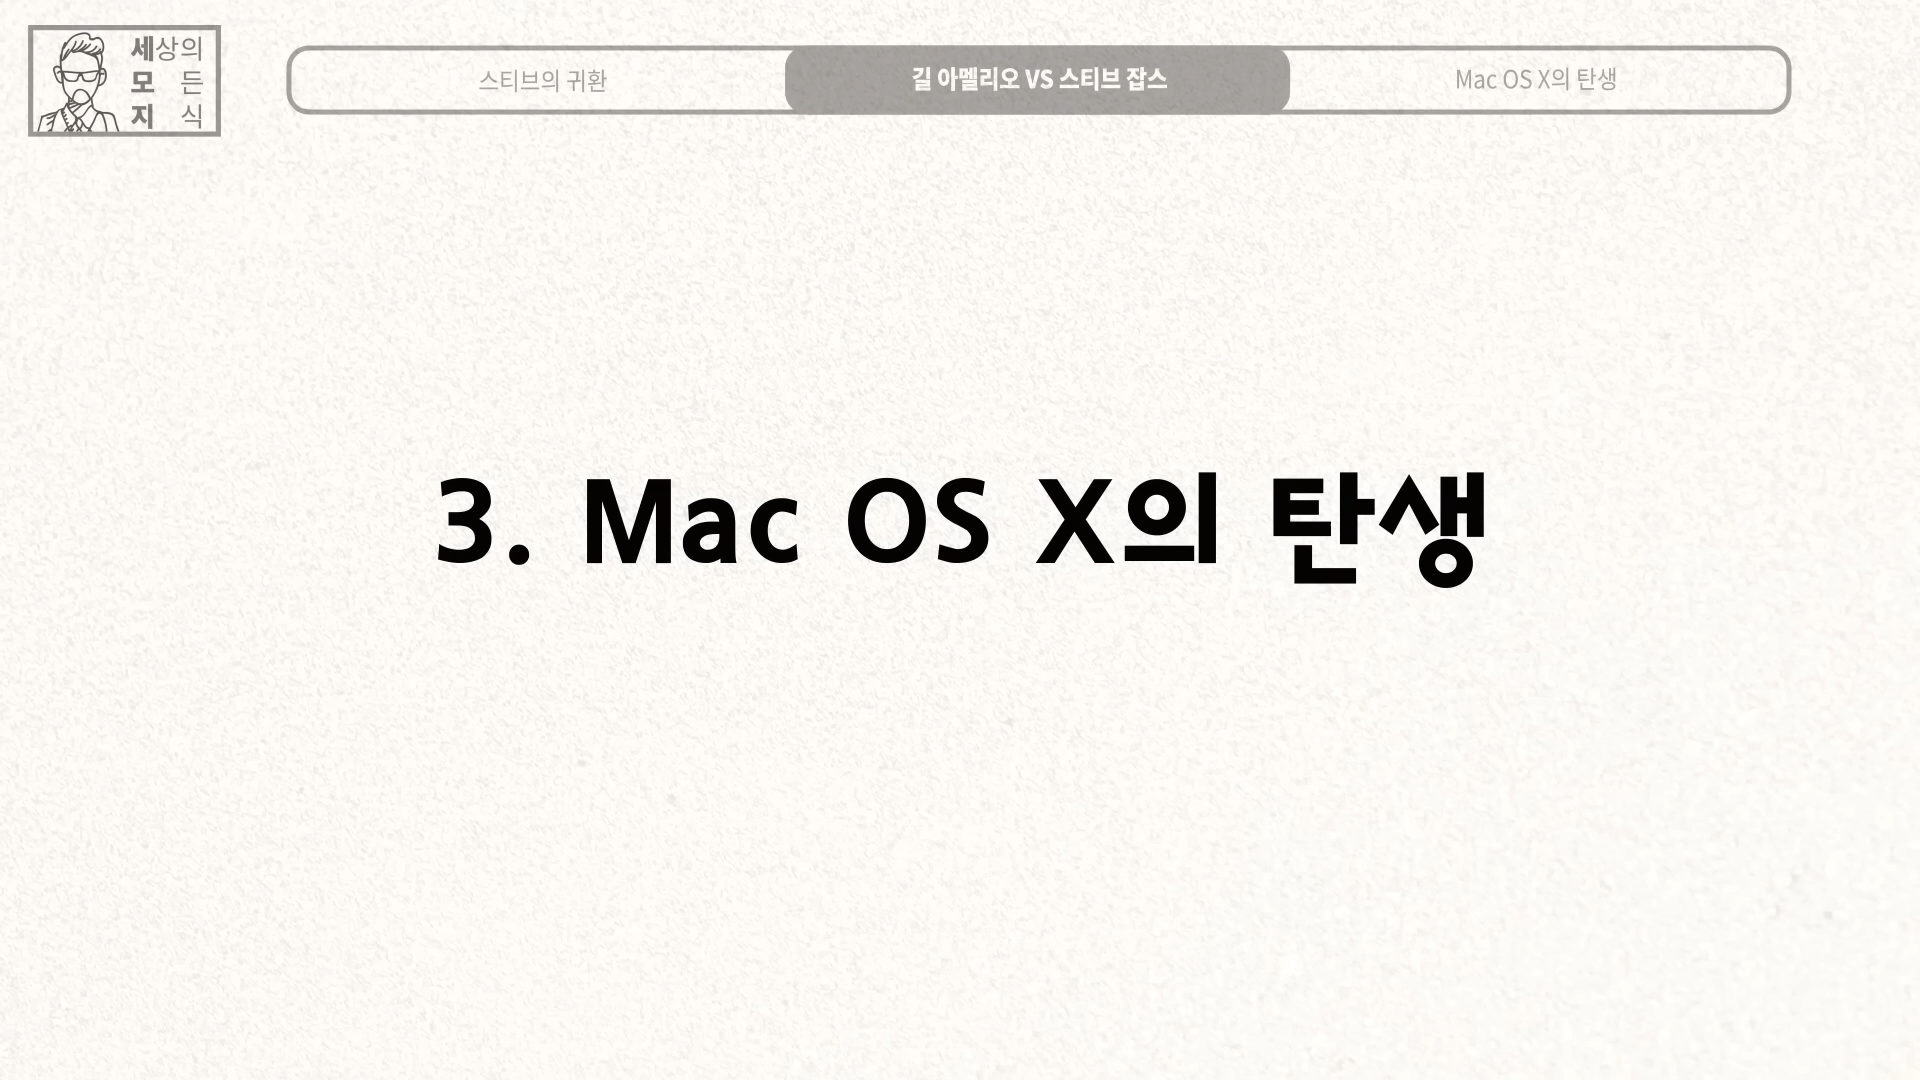 세상의
모든
지식
스티브의 귀환
길 아멜리오 VS 스티브 잡스
Mac OS X의 탄생
3. Mac OS X의 탄생